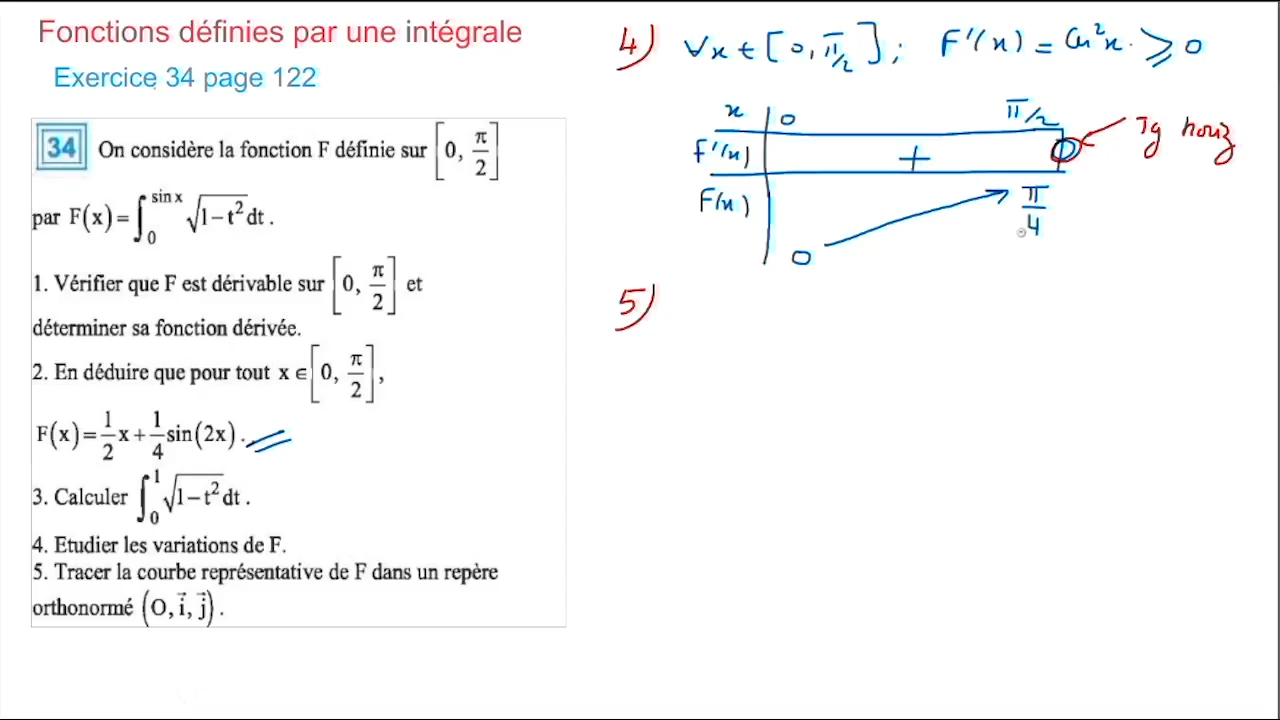 Fonctions définies par une intégrale
Exercice 34 page 122
34 On considère la fonction F définie sur [0, π/2]
par F(x)=∫₀^{sin x} √(1−t²)dt.
1. Vérifier que F est dérivable sur [0, π/2] et
déterminer sa fonction dérivée.
2. En déduire que pour tout x ∈ [0, π/2],
F(x)=1/2 x+1/4 sin(2x).
3. Calculer ∫₀¹ √(1−t²)dt.
4. Etudier les variations de F.
5. Tracer la courbe représentative de F dans un repère
orthonormé (O, i⃗, j⃗).
4) ∀x ∈ [0, π/2]; F'(x) = cos²x. ⩾ 0
x 0 π/2
F'(x) + 0 Tg horiz
F(x) 0 π/4
5)